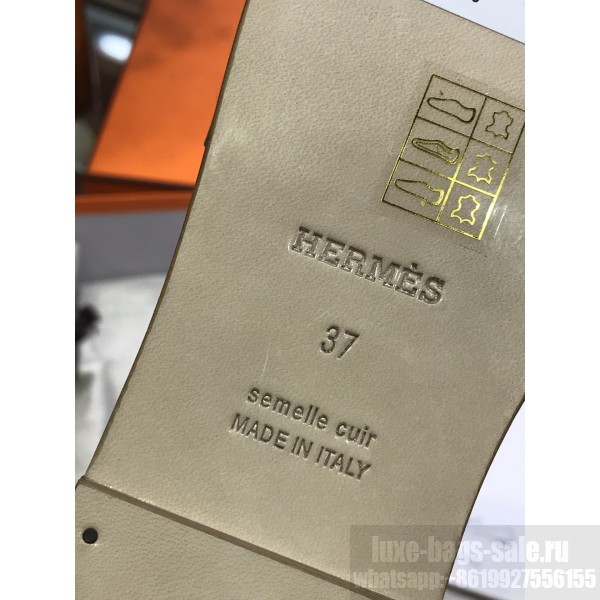 HERMÈS
37
semelle cuir
MADE IN ITALY
luxe-bags-sale.ru
whatsapp:+8619927556155